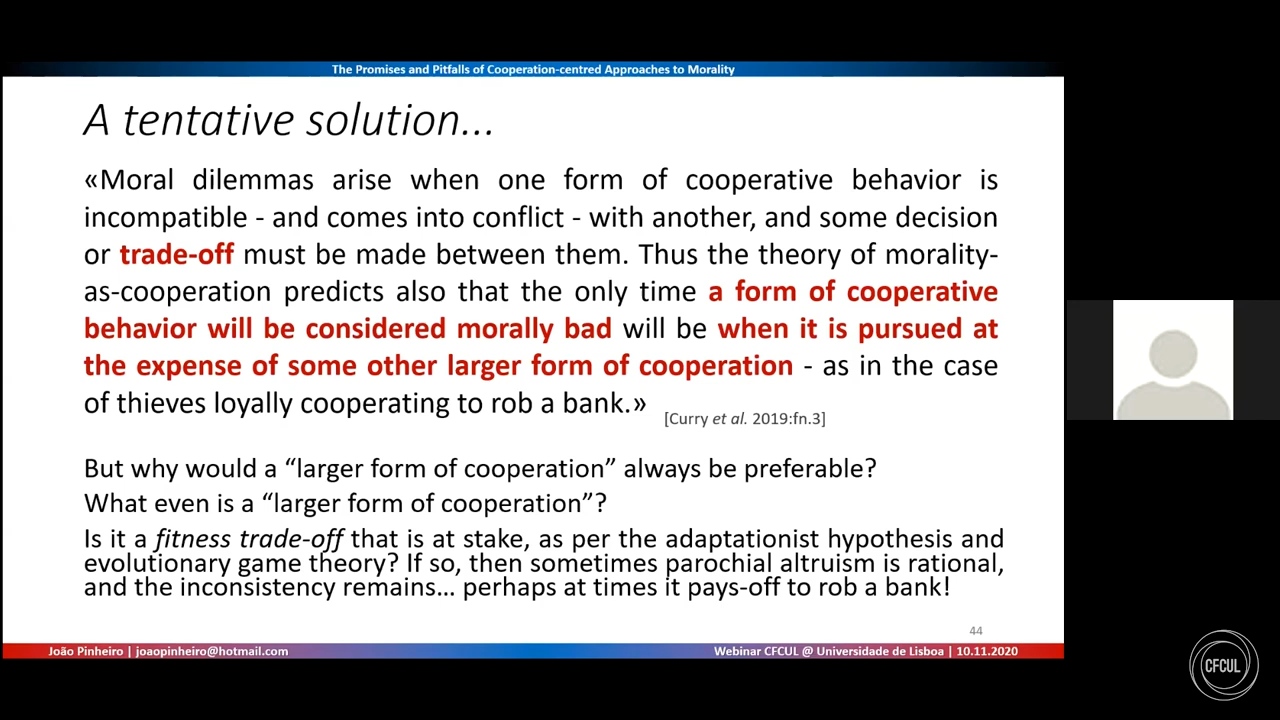 The Promises and Pitfalls of Cooperation-centred Approaches to Morality
A tentative solution...
«Moral dilemmas arise when one form of cooperative behavior is
incompatible - and comes into conflict - with another, and some decision
or trade-off must be made between them. Thus the theory of morality-
as-cooperation predicts also that the only time a form of cooperative
behavior will be considered morally bad will be when it is pursued at
the expense of some other larger form of cooperation - as in the case
of thieves loyally cooperating to rob a bank.»
[Curry et al. 2019:fn.3]
But why would a “larger form of cooperation” always be preferable?
What even is a “larger form of cooperation”?
Is it a fitness trade-off that is at stake, as per the adaptationist hypothesis and
evolutionary game theory? If so, then sometimes parochial altruism is rational,
and the inconsistency remains... perhaps at times it pays-off to rob a bank!
44
João Pinheiro | joaopinheiro@hotmail.com
Webinar CFCUL @ Universidade de Lisboa | 10.11.2020
CFCUL